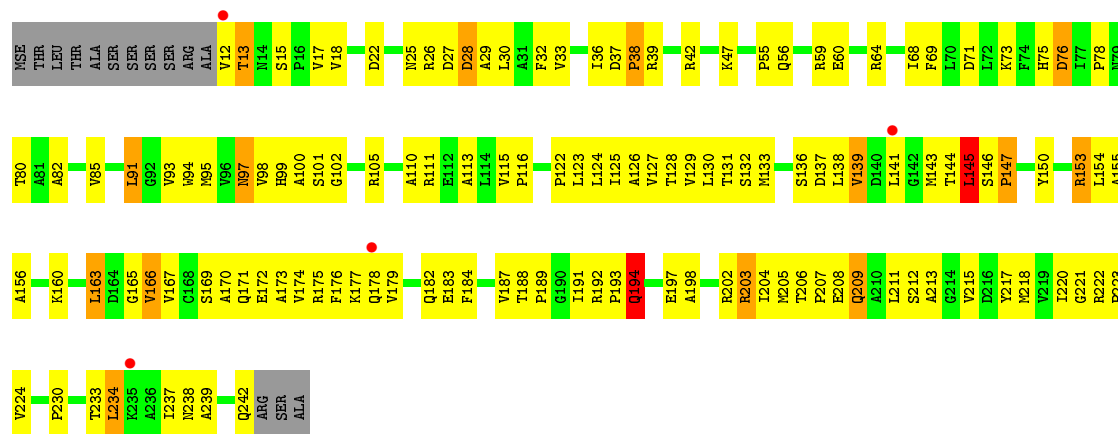 MSE THR LEU THR ALA SER SER SER SER ARG ALA V12 T13 N14 S15 P16 V17 V18 D22 N25 R26 D27 D28 A29 L30 A31 F32 V33 I36 D37 P38 R39 R42 K47 P55 Q56 R59 E60 R64 I68 F69 L70 D71 L72 K73 F74 H75 D76 I77 P78 N79
T80 A81 A82 V85 L91 G92 V93 W94 M95 V96 N97 V98 H99 A100 S101 G102 R105 A110 R111 E112 A113 L114 V115 P116 P122 L123 L124 I125 A126 V127 T128 V129 L130 T131 S132 M133 S136 D137 L138 V139 D140 L141 G142 M143 T144 L145 S146 P147 Y150 R153 L154 A155
A156 K160 L163 D164 G165 V166 V167 C168 S169 A170 Q171 E172 A173 V174 R175 F176 K177 Q178 V179 Q182 E183 F184 V187 T188 P189 G190 I191 R192 P193 Q194 E197 A198 R202 R203 I204 M205 T206 P207 E208 Q209 A210 L211 S212 A213 G214 V215 D216 Y217 M218 V219 I220 G221 R222 P223
V224 P230 T233 L234 K235 A236 I237 N238 A239 Q242 ARG SER ALA